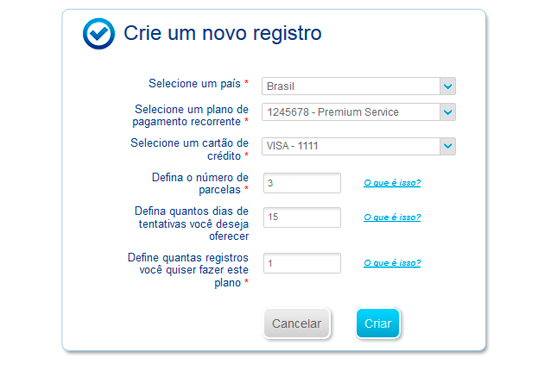 Crie um novo registro
Selecione um país * Brasil
Selecione um plano de
pagamento recorrente * 1245678 - Premium Service
Selecione um cartão de
crédito * VISA - 1111
Defina o número de
parcelas * 3 O que é isso?
Defina quantos dias de
tentativas você deseja
oferecer 15 O que é isso?
Define quantas registros
você quiser fazer este
plano * 1 O que é isso?
Cancelar Criar